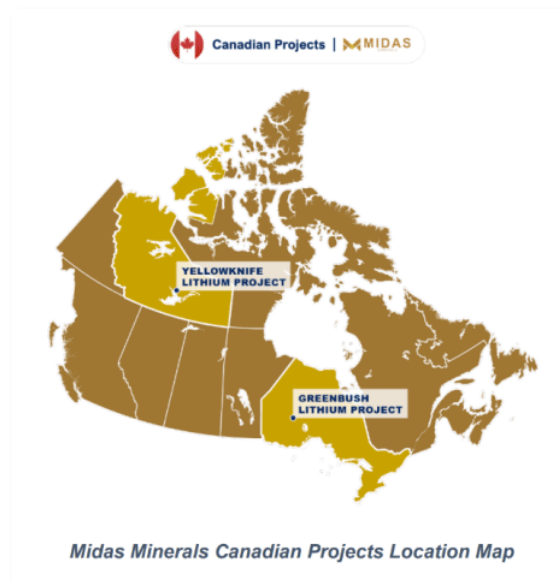 Canadian Projects | MIDAS
YELLOWKNIFE
LITHIUM PROJECT
GREENBUSH
LITHIUM PROJECT
Midas Minerals Canadian Projects Location Map